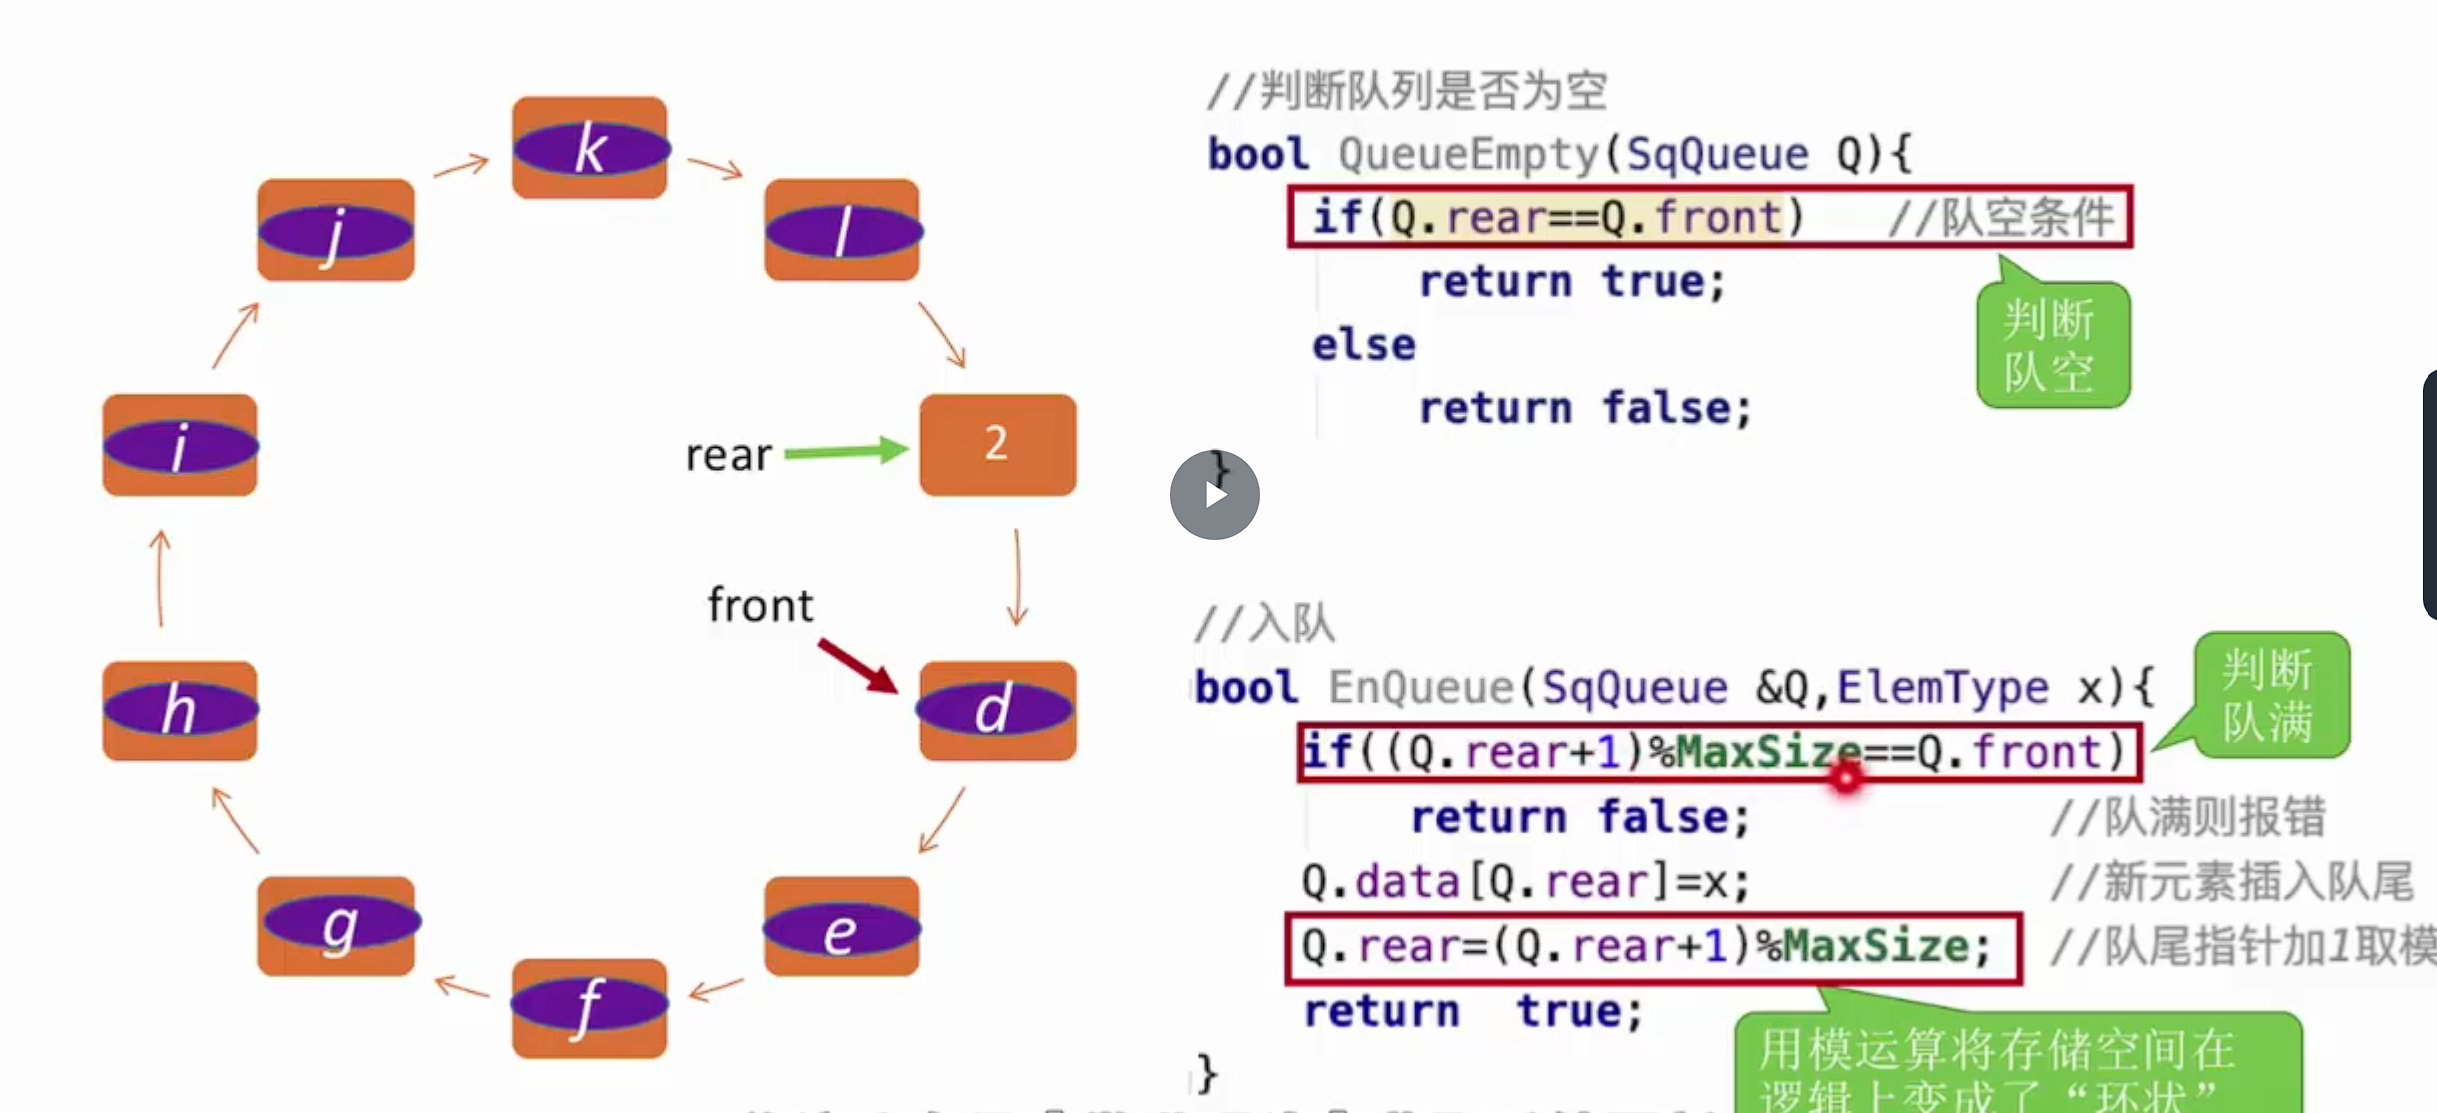 k
j
l
i
rear
2
front
h
d
g
e
f
//判断队列是否为空
bool QueueEmpty(SqQueue Q){
if(Q.rear==Q.front) //队空条件
return true;
判断
队空
else
return false;
}
//入队
bool EnQueue(SqQueue &Q,ElemType x){
判断
队满
if((Q.rear+1)%MaxSize==Q.front)
return false; //队满则报错
Q.data[Q.rear]=x; //新元素插入队尾
Q.rear=(Q.rear+1)%MaxSize; //队尾指针加1取模
return true;
}
用模运算将存储空间在
逻辑上变成了“环状”